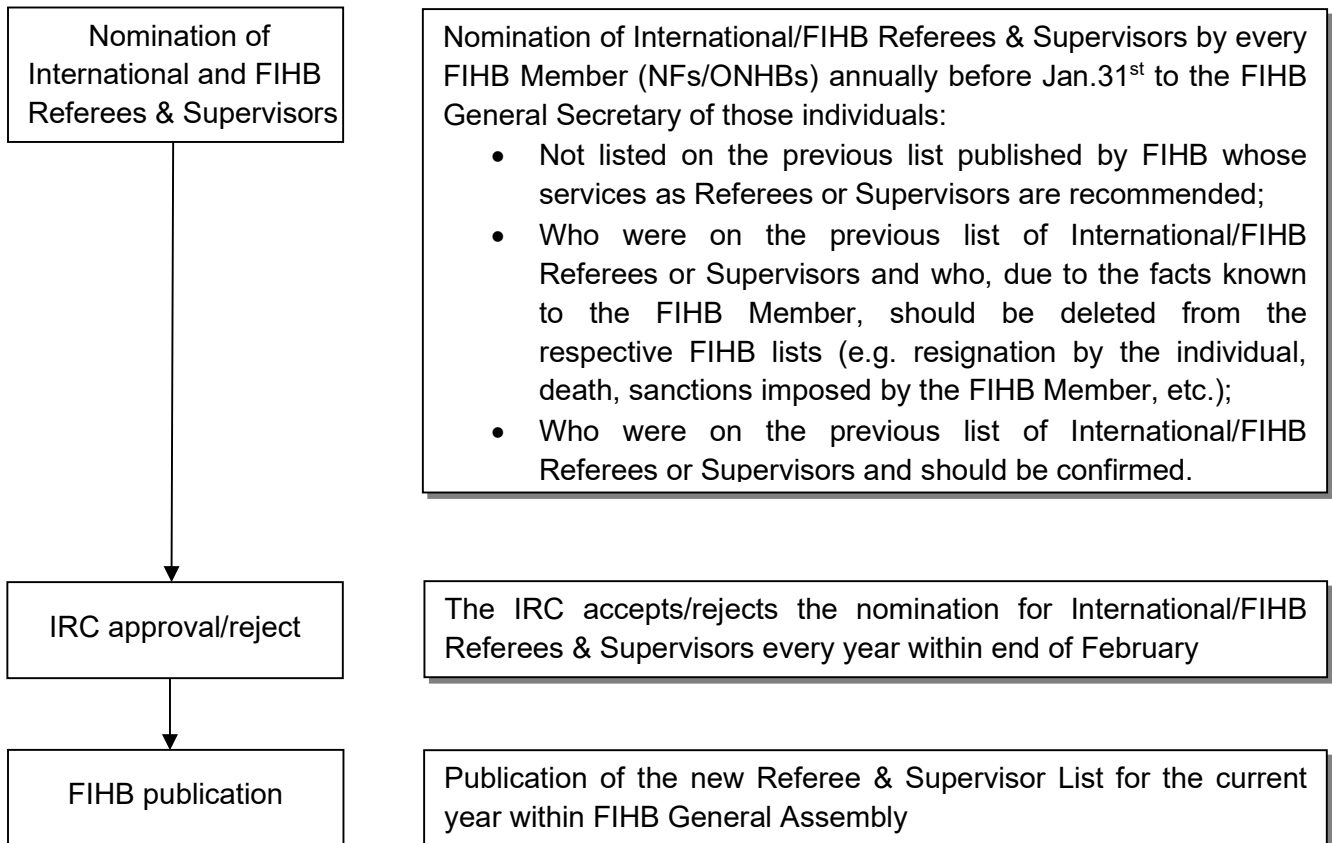 Nomination of
International and FIHB
Referees & Supervisors
Nomination of International/FIHB Referees & Supervisors by every
FIHB Member (NFs/ONHBs) annually before Jan.31st to the FIHB
General Secretary of those individuals:
• Not listed on the previous list published by FIHB whose
services as Referees or Supervisors are recommended;
• Who were on the previous list of International/FIHB
Referees or Supervisors and who, due to the facts known
to the FIHB Member, should be deleted from the
respective FIHB lists (e.g. resignation by the individual,
death, sanctions imposed by the FIHB Member, etc.);
• Who were on the previous list of International/FIHB
Referees or Supervisors and should be confirmed.
IRC approval/reject
The IRC accepts/rejects the nomination for International/FIHB
Referees & Supervisors every year within end of February
FIHB publication
Publication of the new Referee & Supervisor List for the current
year within FIHB General Assembly